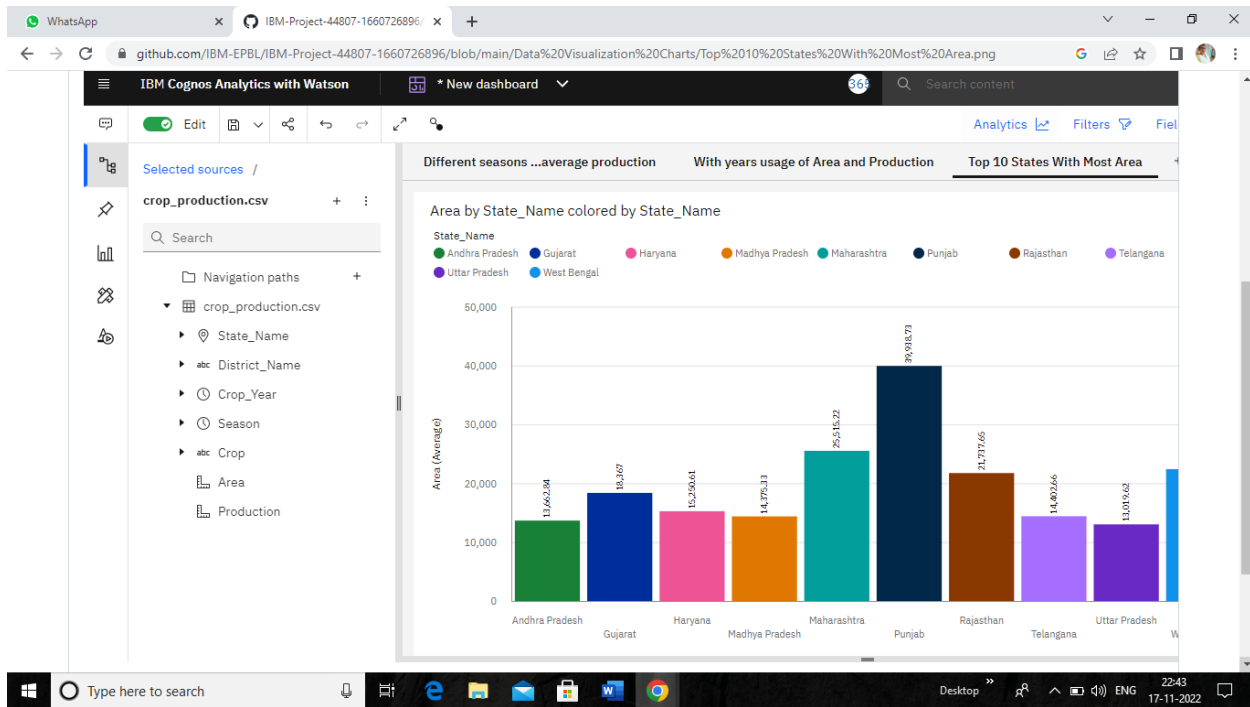 WhatsApp
IBM-Project-44807-1660726896/
github.com/IBM-EPBL/IBM-Project-44807-1660726896/blob/main/Data%20Visualization%20Charts/Top%2010%20States%20With%20Most%20Area.png
IBM Cognos Analytics with Watson
* New dashboard
365
Search content
Edit
Analytics
Filters
Fiel
Selected sources /
Different seasons ...average production
With years usage of Area and Production
Top 10 States With Most Area
crop_production.csv
Search
Navigation paths
crop_production.csv
State_Name
abc District_Name
Crop_Year
Season
abc Crop
Area
Production
Area by State_Name colored by State_Name
State_Name
Andhra Pradesh Gujarat Haryana Madhya Pradesh Maharashtra Punjab Rajasthan Telangana
Uttar Pradesh West Bengal
Area (Average)
50,000
40,000
30,000
20,000
10,000
0
13,662.84
18,367
15,250.61
14,375.33
25,515.22
39,938.73
21,737.65
14,402.66
13,019.62
Andhra Pradesh
Gujarat
Haryana
Madhya Pradesh
Maharashtra
Punjab
Rajasthan
Telangana
Uttar Pradesh
W
Type here to search
Desktop
ENG
22:43
17-11-2022